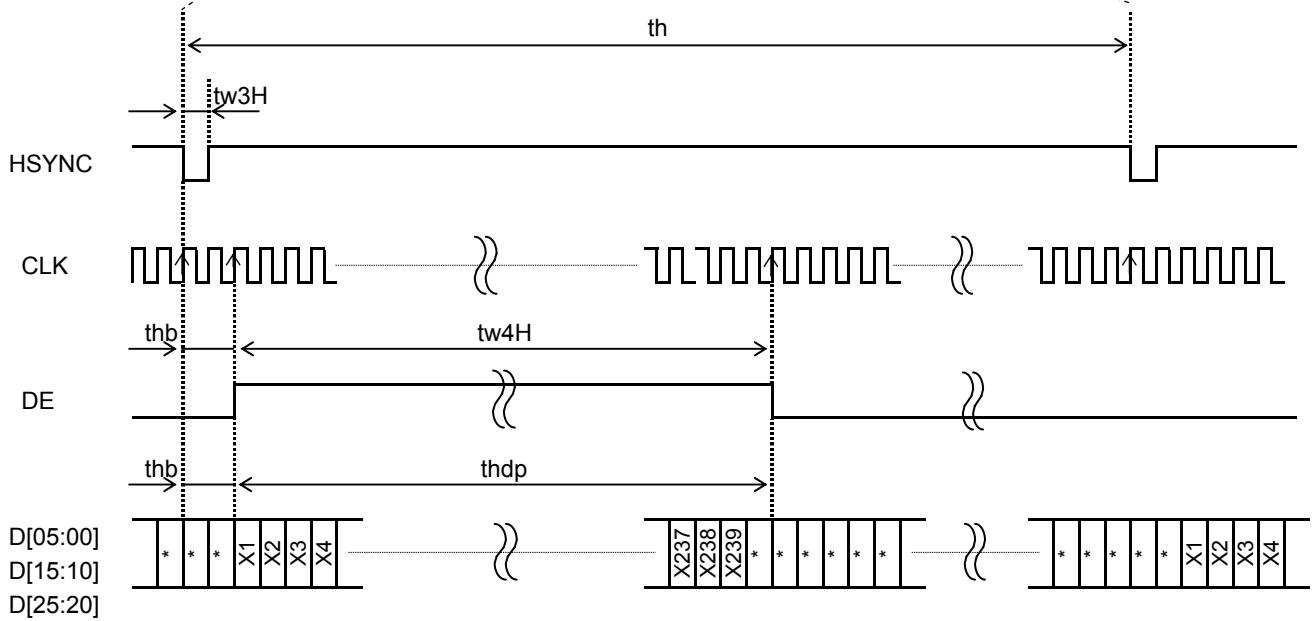 th
tw3H
HSYNC
CLK
thb tw4H
DE
thb thdp
D[05:00]
D[15:10]
D[25:20]
* * * X1 X2 X3 X4 X237 X238 X239 * * * * * * * * * * * X1 X2 X3 X4